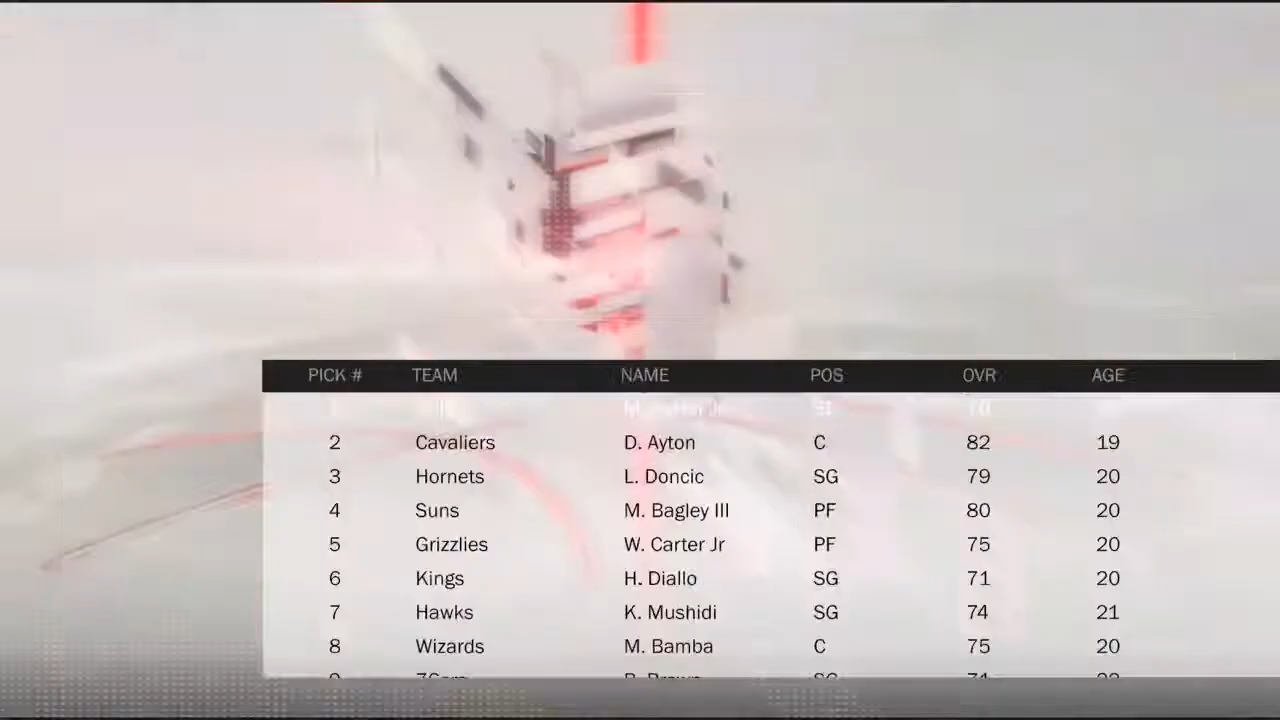 PICK # TEAM NAME POS OVR AGE
2 Cavaliers D. Ayton C 82 19
3 Hornets L. Doncic SG 79 20
4 Suns M. Bagley III PF 80 20
5 Grizzlies W. Carter Jr PF 75 20
6 Kings H. Diallo SG 71 20
7 Hawks K. Mushidi SG 74 21
8 Wizards M. Bamba C 75 20